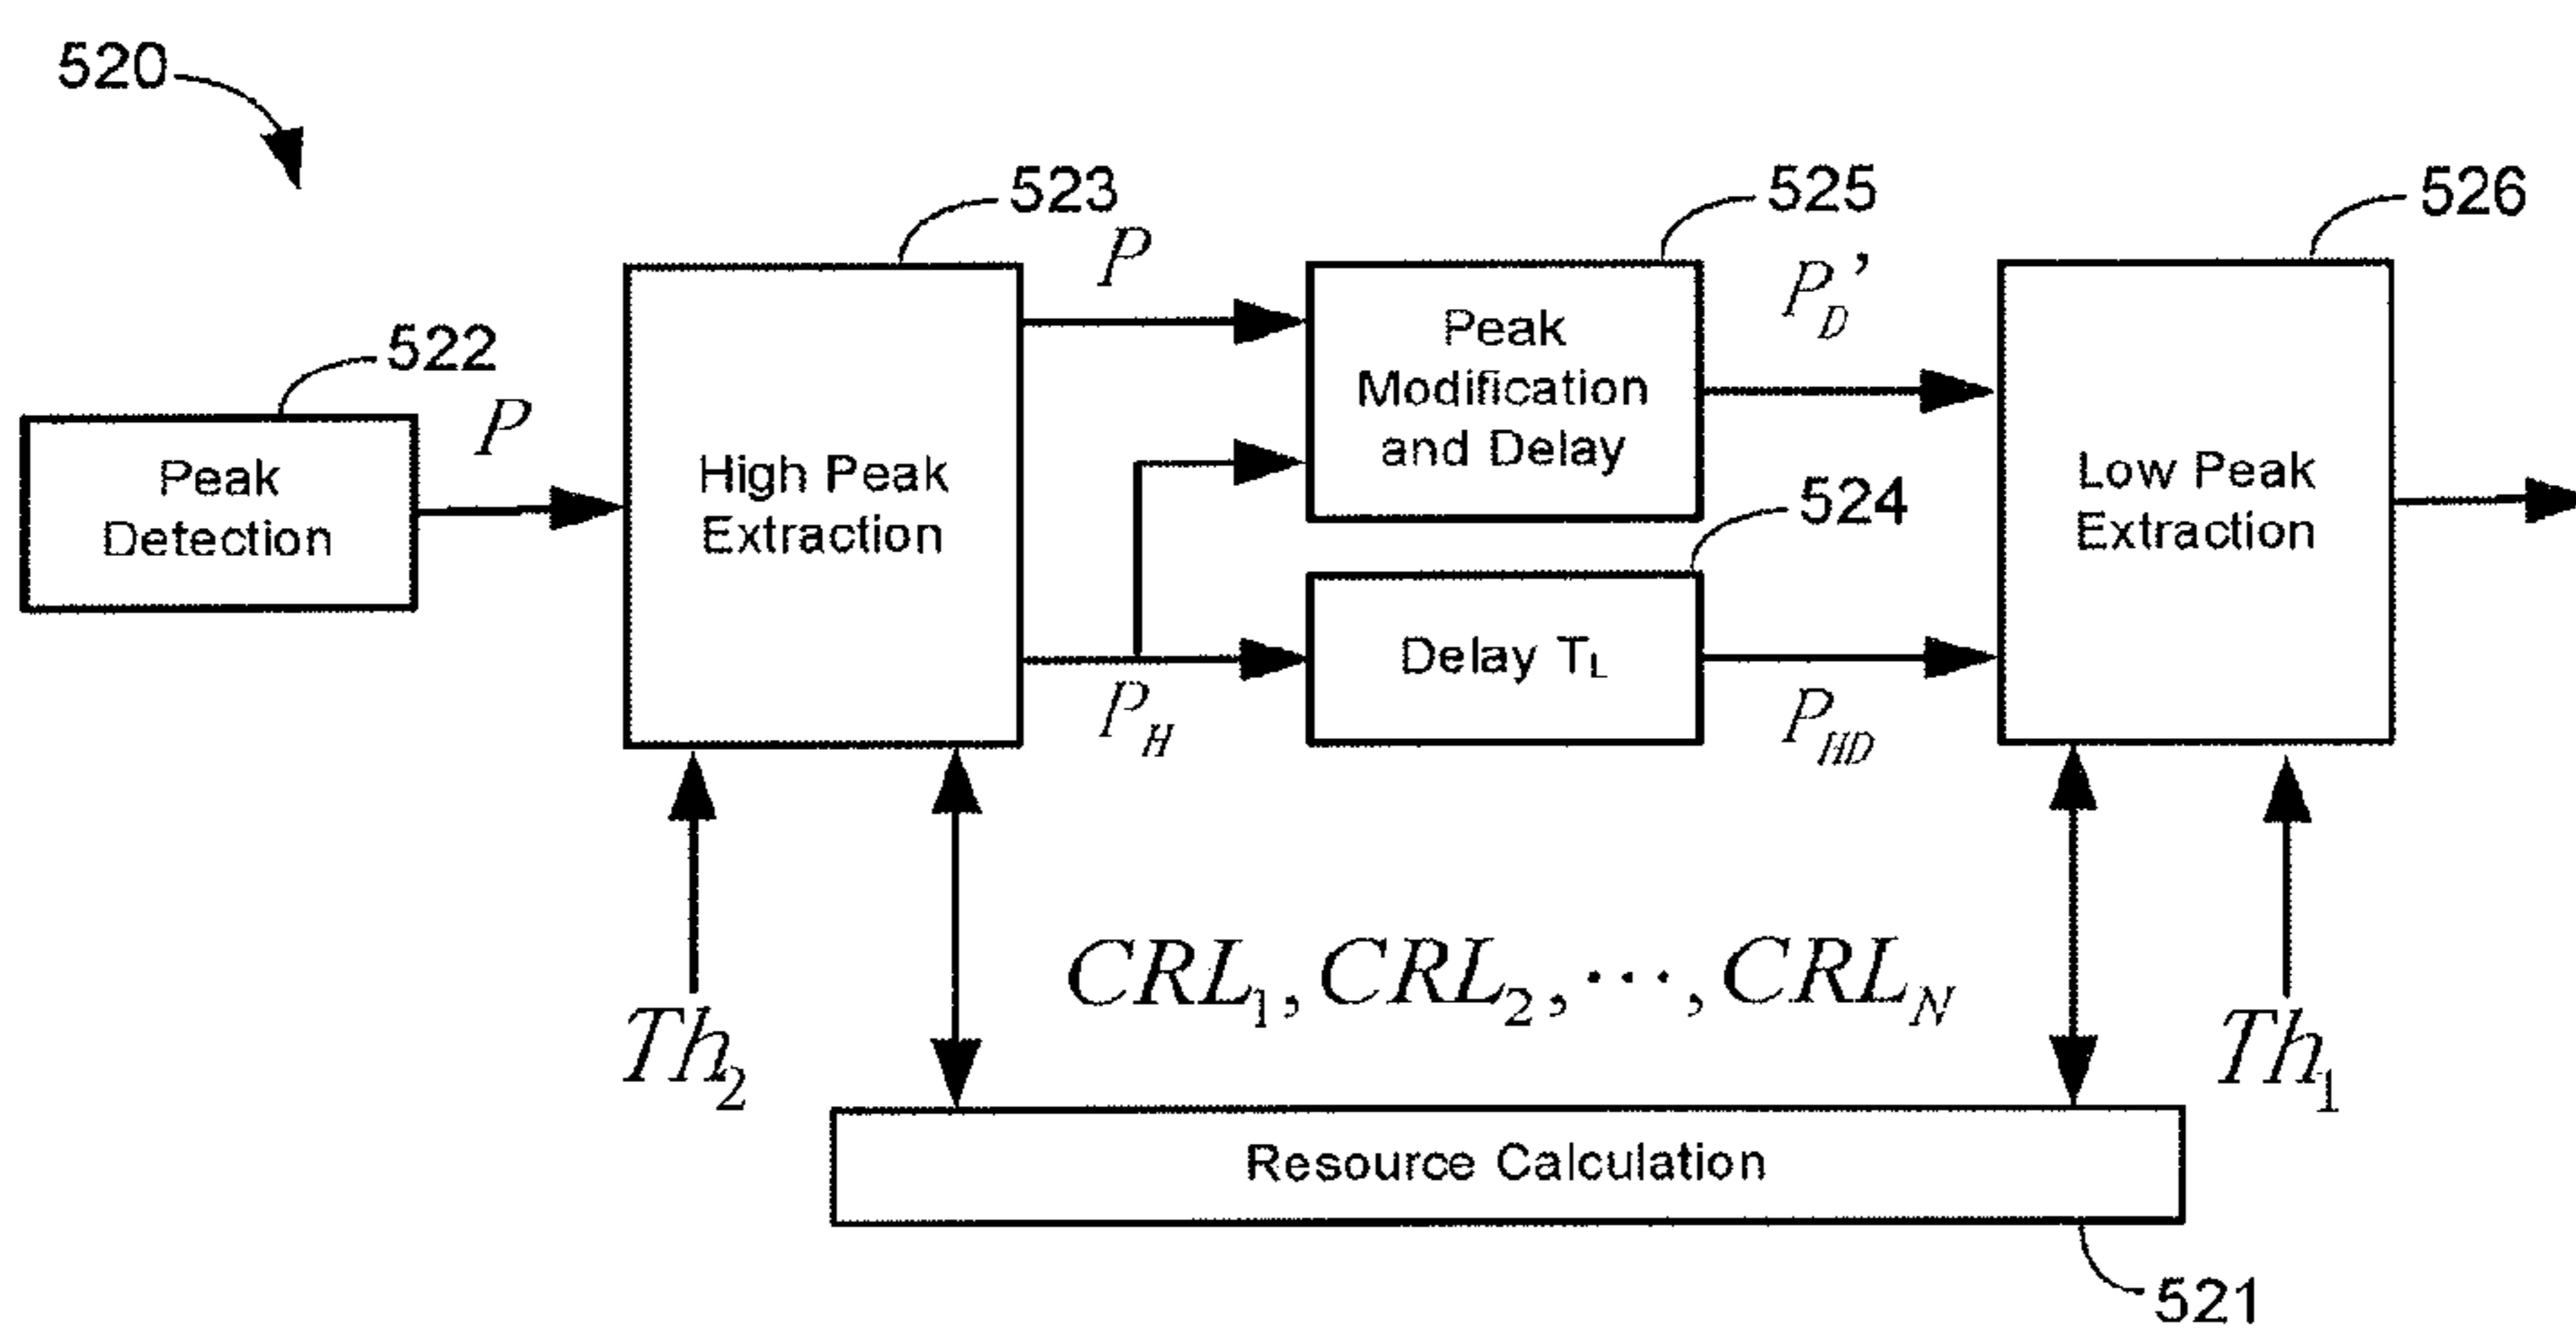 520
523
525
526
522
P
P
P_D'
Peak
Detection
High Peak
Extraction
Peak
Modification
and Delay
524
Low Peak
Extraction
Delay T_L
P_H
P_HD
CRL_1, CRL_2, ⋯, CRL_N
Th_2
Th_1
Resource Calculation
521